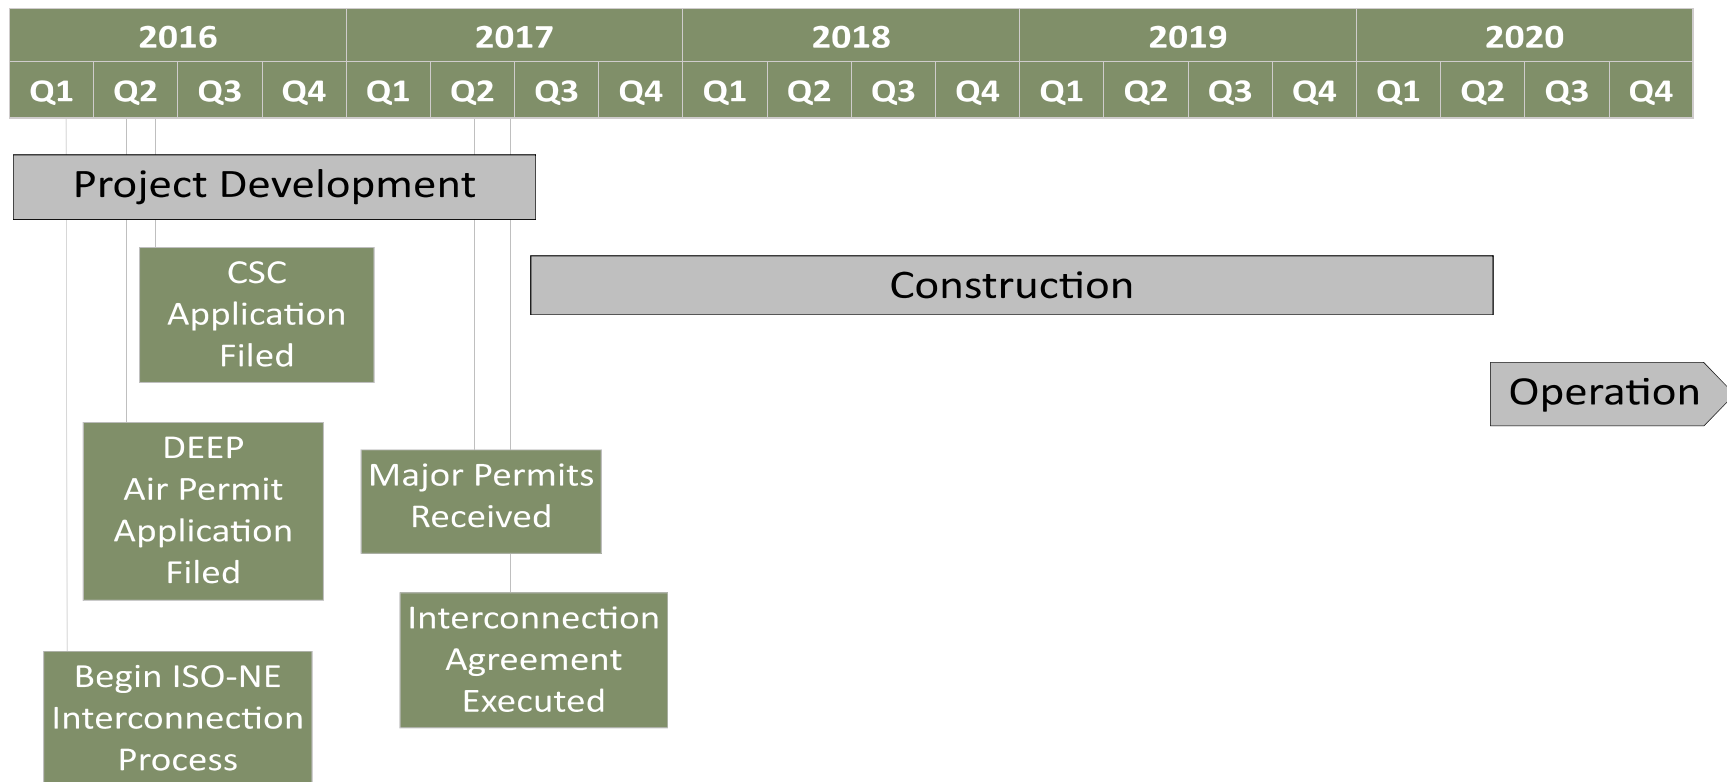 2016 2017 2018 2019 2020
Q1 Q2 Q3 Q4 Q1 Q2 Q3 Q4 Q1 Q2 Q3 Q4 Q1 Q2 Q3 Q4 Q1 Q2 Q3 Q4
Project Development
CSC
Application
Filed
Construction
Operation
DEEP
Air Permit
Application
Filed
Major Permits
Received
Interconnection
Agreement
Executed
Begin ISO-NE
Interconnection
Process